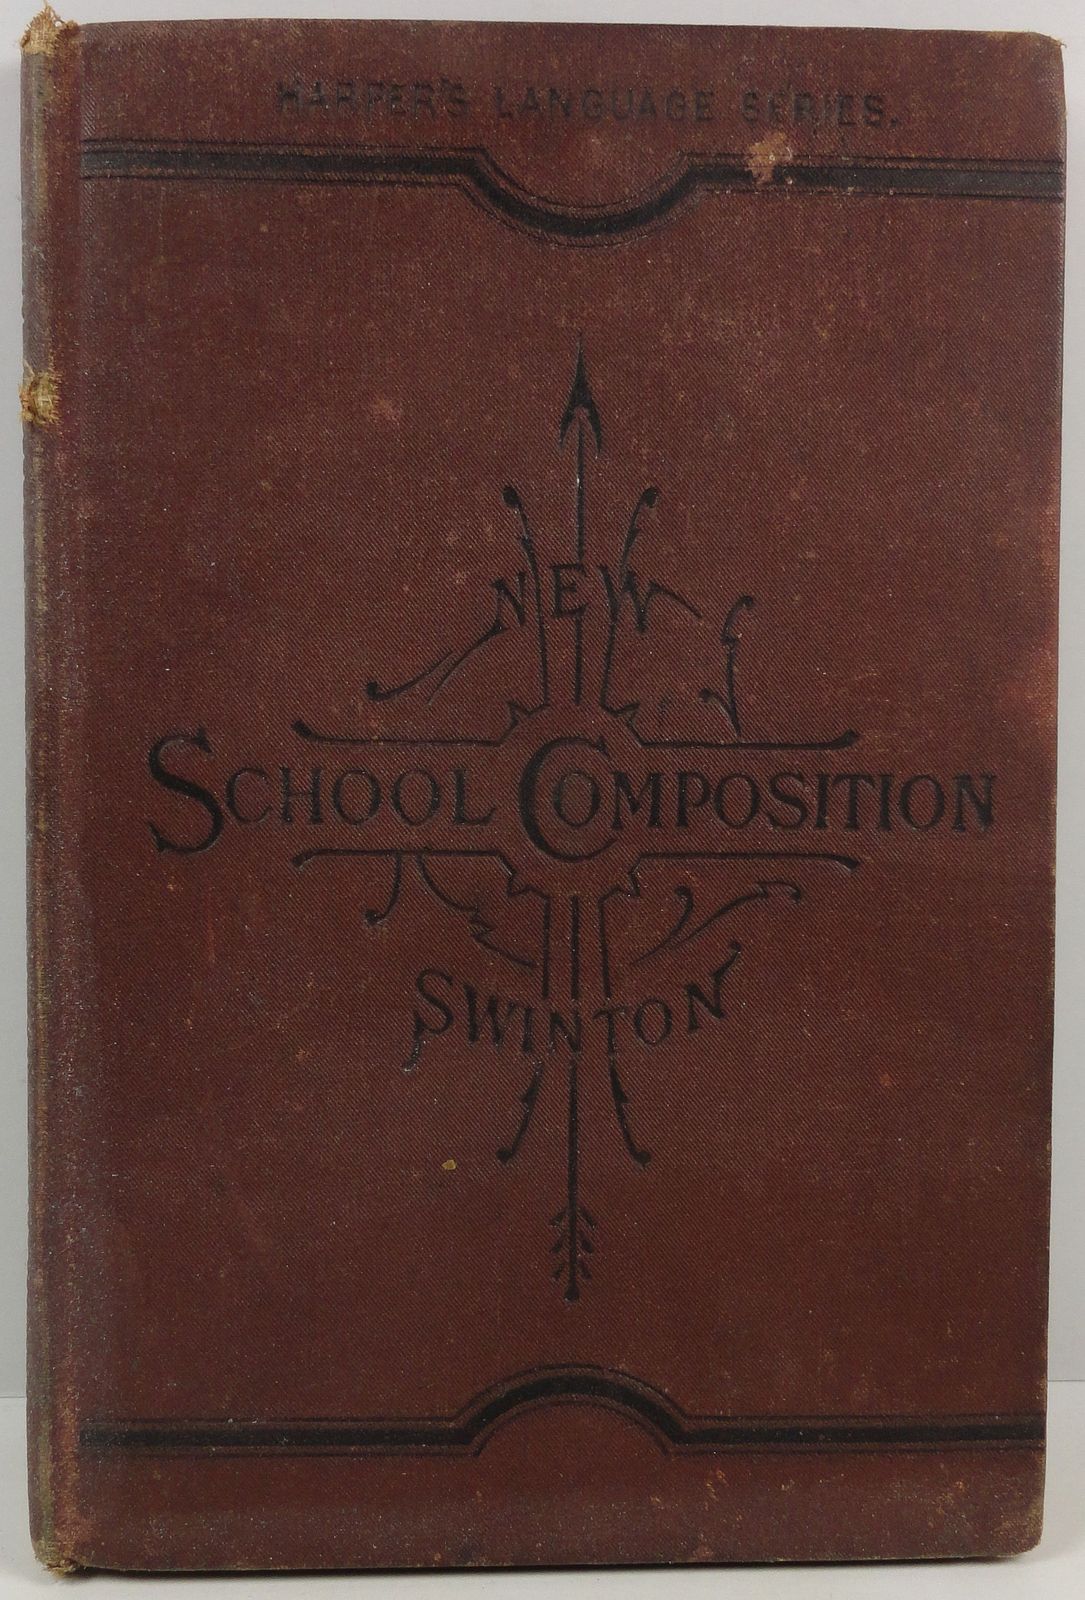 HARPER'S LANGUAGE SERIES.
NEW
SCHOOL COMPOSITION
SWINTON